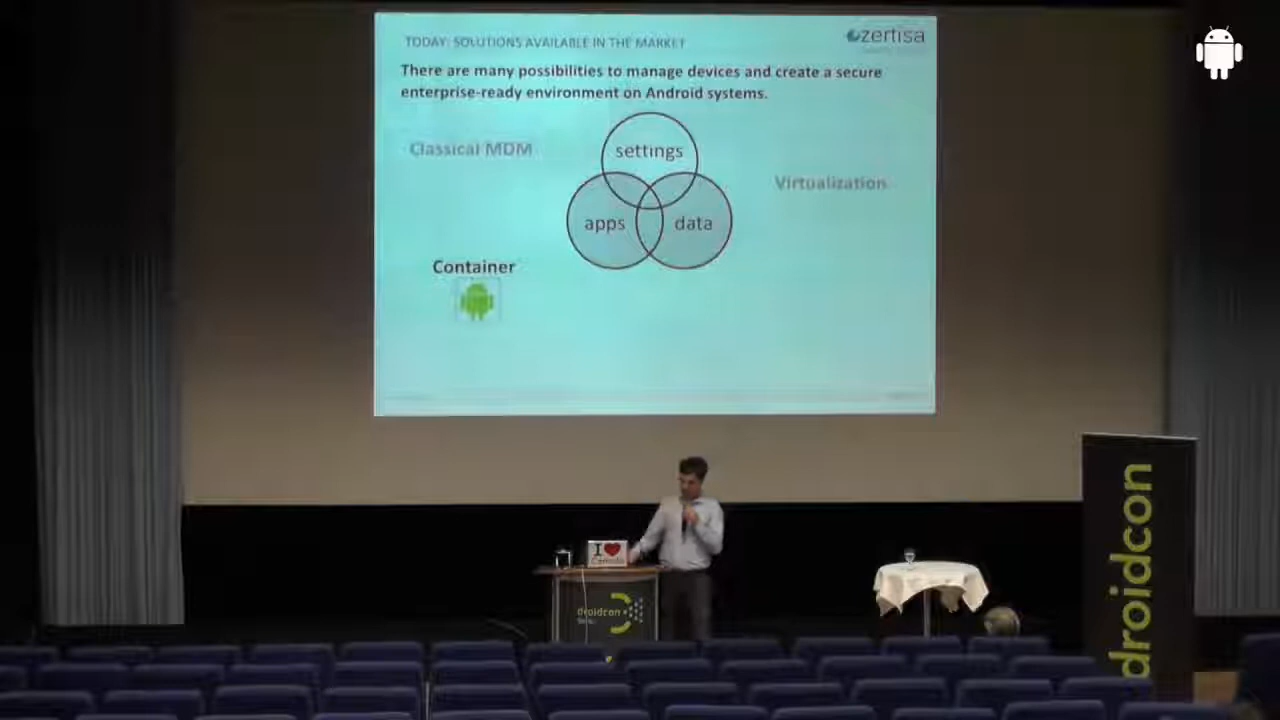 TODAY: SOLUTIONS AVAILABLE IN THE MARKET
zertisa
There are many possibilities to manage devices and create a secure
enterprise-ready environment on Android systems.
Classical MDM
settings
Virtualization
apps
data
Container
I
droidcon
droidcon